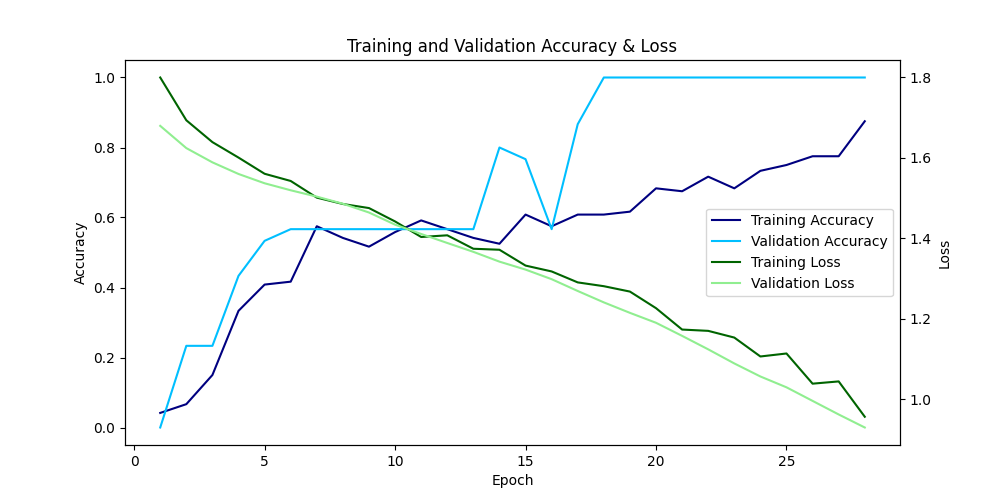 Training and Validation Accuracy & Loss
Accuracy
1.0
0.8
0.6
0.4
0.2
0.0
1.8
1.6
1.4
1.2
1.0
Loss
Training Accuracy
Validation Accuracy
Training Loss
Validation Loss
0 5 10 15 20 25
Epoch